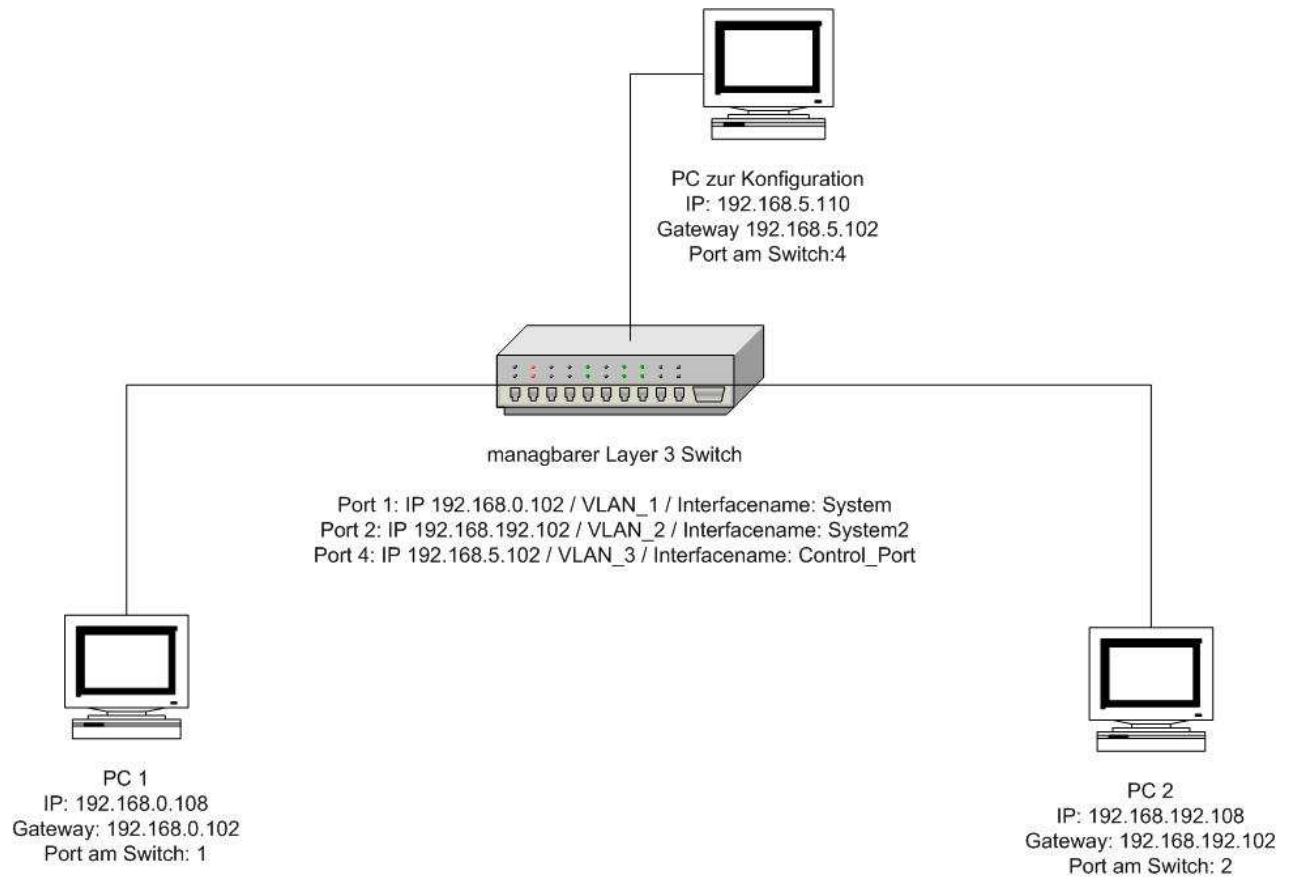 PC zur Konfiguration
IP: 192.168.5.110
Gateway 192.168.5.102
Port am Switch:4
managbarer Layer 3 Switch
Port 1: IP 192.168.0.102 / VLAN_1 / Interfacename: System
Port 2: IP 192.168.192.102 / VLAN_2 / Interfacename: System2
Port 4: IP 192.168.5.102 / VLAN_3 / Interfacename: Control_Port
PC 1
IP: 192.168.0.108
Gateway: 192.168.0.102
Port am Switch: 1
PC 2
IP: 192.168.192.108
Gateway: 192.168.192.102
Port am Switch: 2